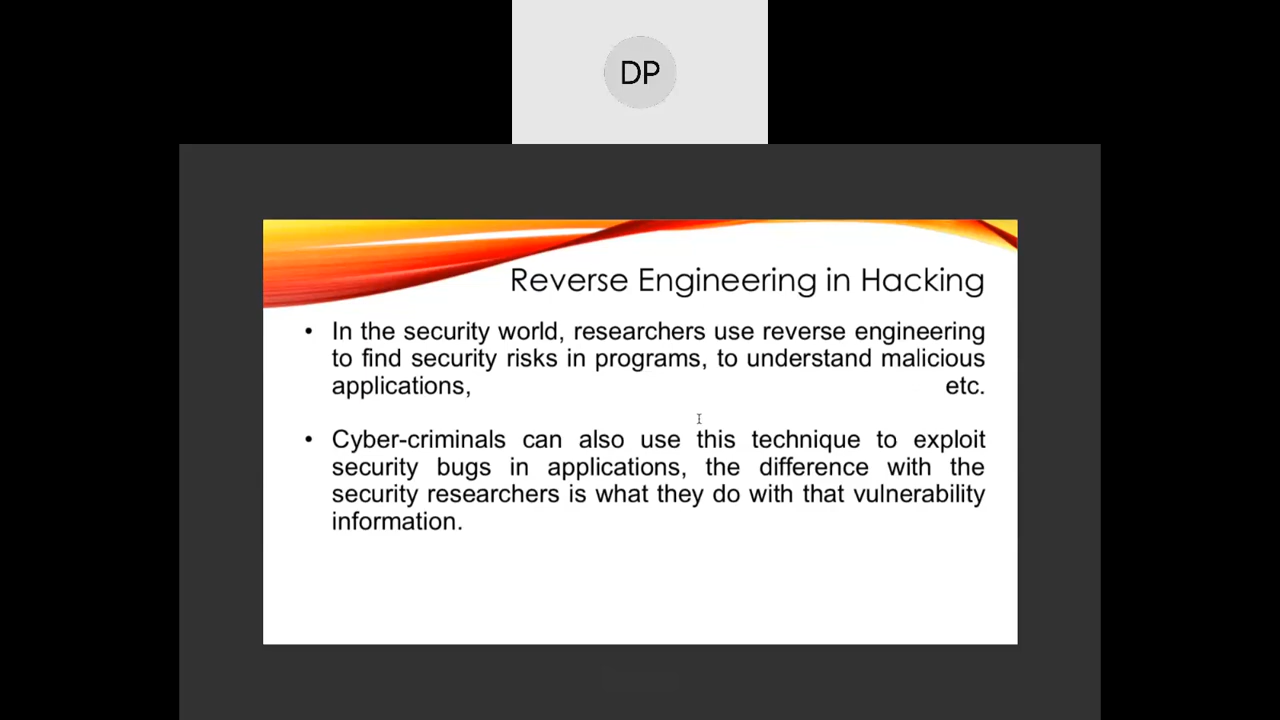 DP
Reverse Engineering in Hacking
• In the security world, researchers use reverse engineering
to find security risks in programs, to understand malicious
applications, etc.
• Cyber-criminals can also use this technique to exploit
security bugs in applications, the difference with the
security researchers is what they do with that vulnerability
information.